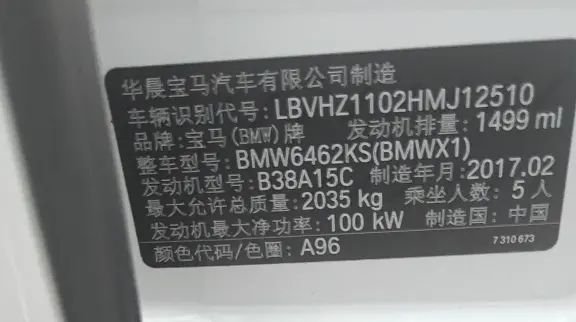 华晨宝马汽车有限公司制造
车辆识别代号: LBVHZ1102HMJ12510
品牌: 宝马(BMW)牌 发动机排量: 1499 ml
整车型号: BMW6462KS(BMWX1)
发动机型号: B38A15C 制造年月: 2017.02
最大允许总质量: 2035 kg 乘坐人数: 5 人
发动机最大净功率: 100 kW 制造国: 中国
颜色代码/色圈: A96 7 310 673